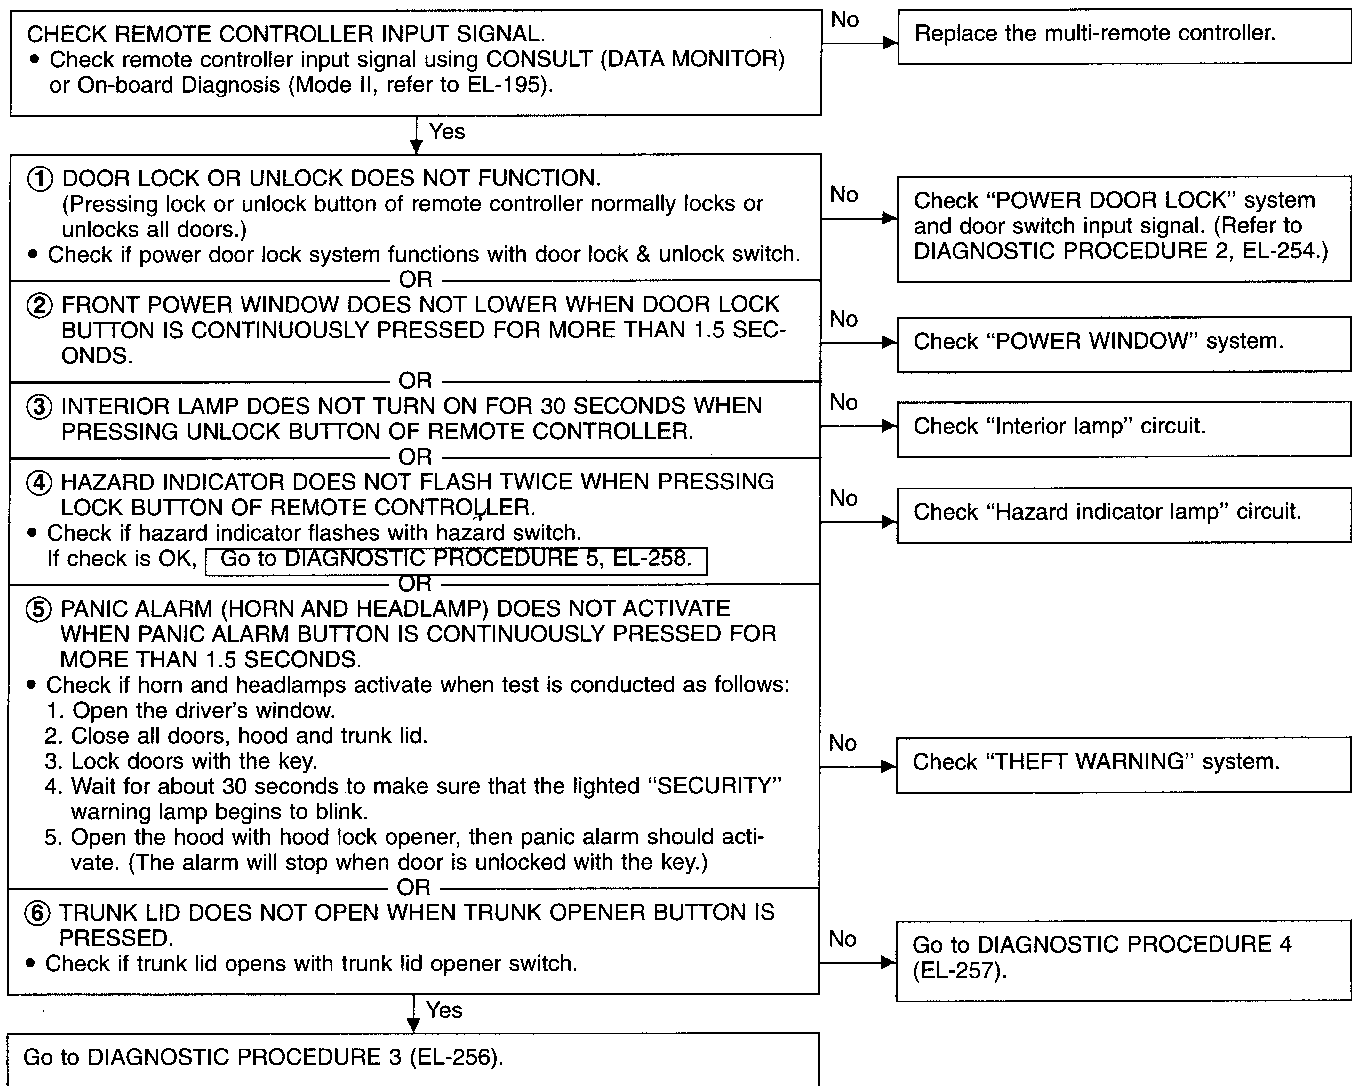 CHECK REMOTE CONTROLLER INPUT SIGNAL.
• Check remote controller input signal using CONSULT (DATA MONITOR)
or On-board Diagnosis (Mode II, refer to EL-195).
No
Replace the multi-remote controller.
Yes
① DOOR LOCK OR UNLOCK DOES NOT FUNCTION.
(Pressing lock or unlock button of remote controller normally locks or
unlocks all doors.)
• Check if power door lock system functions with door lock & unlock switch.
No
Check “POWER DOOR LOCK” system
and door switch input signal. (Refer to
DIAGNOSTIC PROCEDURE 2, EL-254.)
OR
② FRONT POWER WINDOW DOES NOT LOWER WHEN DOOR LOCK
BUTTON IS CONTINUOUSLY PRESSED FOR MORE THAN 1.5 SEC-
ONDS.
No
Check “POWER WINDOW” system.
OR
③ INTERIOR LAMP DOES NOT TURN ON FOR 30 SECONDS WHEN
PRESSING UNLOCK BUTTON OF REMOTE CONTROLLER.
No
Check “Interior lamp” circuit.
OR
④ HAZARD INDICATOR DOES NOT FLASH TWICE WHEN PRESSING
LOCK BUTTON OF REMOTE CONTROLLER.
• Check if hazard indicator flashes with hazard switch.
If check is OK, Go to DIAGNOSTIC PROCEDURE 5, EL-258.
No
Check “Hazard indicator lamp” circuit.
OR
⑤ PANIC ALARM (HORN AND HEADLAMP) DOES NOT ACTIVATE
WHEN PANIC ALARM BUTTON IS CONTINUOUSLY PRESSED FOR
MORE THAN 1.5 SECONDS.
• Check if horn and headlamps activate when test is conducted as follows:
1. Open the driver’s window.
2. Close all doors, hood and trunk lid.
3. Lock doors with the key.
4. Wait for about 30 seconds to make sure that the lighted “SECURITY”
warning lamp begins to blink.
5. Open the hood with hood lock opener, then panic alarm should acti-
vate. (The alarm will stop when door is unlocked with the key.)
No
Check “THEFT WARNING” system.
OR
⑥ TRUNK LID DOES NOT OPEN WHEN TRUNK OPENER BUTTON IS
PRESSED.
• Check if trunk lid opens with trunk lid opener switch.
No
Go to DIAGNOSTIC PROCEDURE 4
(EL-257).
Yes
Go to DIAGNOSTIC PROCEDURE 3 (EL-256).